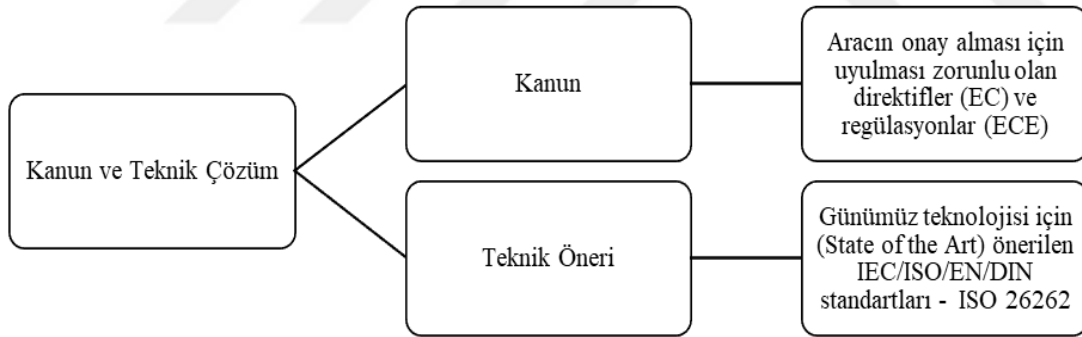 Kanun ve Teknik Çözüm
Kanun
Aracın onay alması için
uyulması zorunlu olan
direktifler (EC) ve
regülasyonlar (ECE)
Teknik Öneri
Günümüz teknolojisi için
(State of the Art) önerilen
IEC/ISO/EN/DIN
standartları - ISO 26262